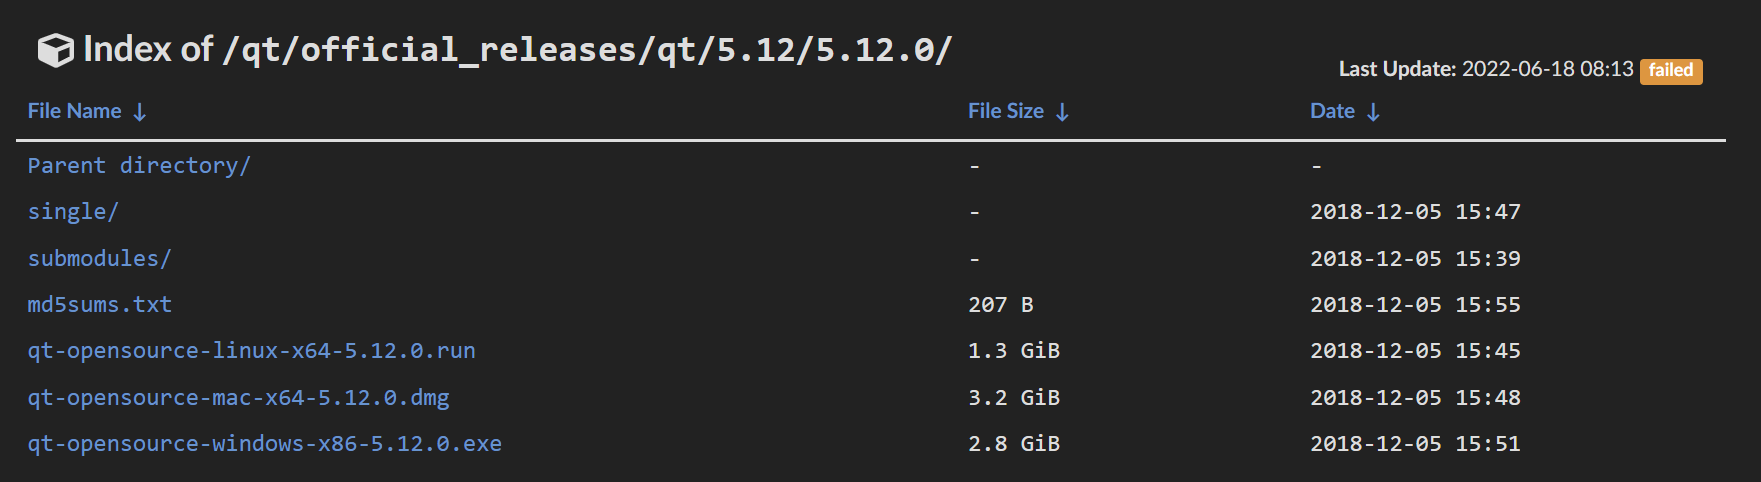 Index of /qt/official_releases/qt/5.12/5.12.0/
Last Update: 2022-06-18 08:13 failed
File Name ↓ File Size ↓ Date ↓
Parent directory/ - -
single/ - 2018-12-05 15:47
submodules/ - 2018-12-05 15:39
md5sums.txt 207 B 2018-12-05 15:55
qt-opensource-linux-x64-5.12.0.run 1.3 GiB 2018-12-05 15:45
qt-opensource-mac-x64-5.12.0.dmg 3.2 GiB 2018-12-05 15:48
qt-opensource-windows-x86-5.12.0.exe 2.8 GiB 2018-12-05 15:51